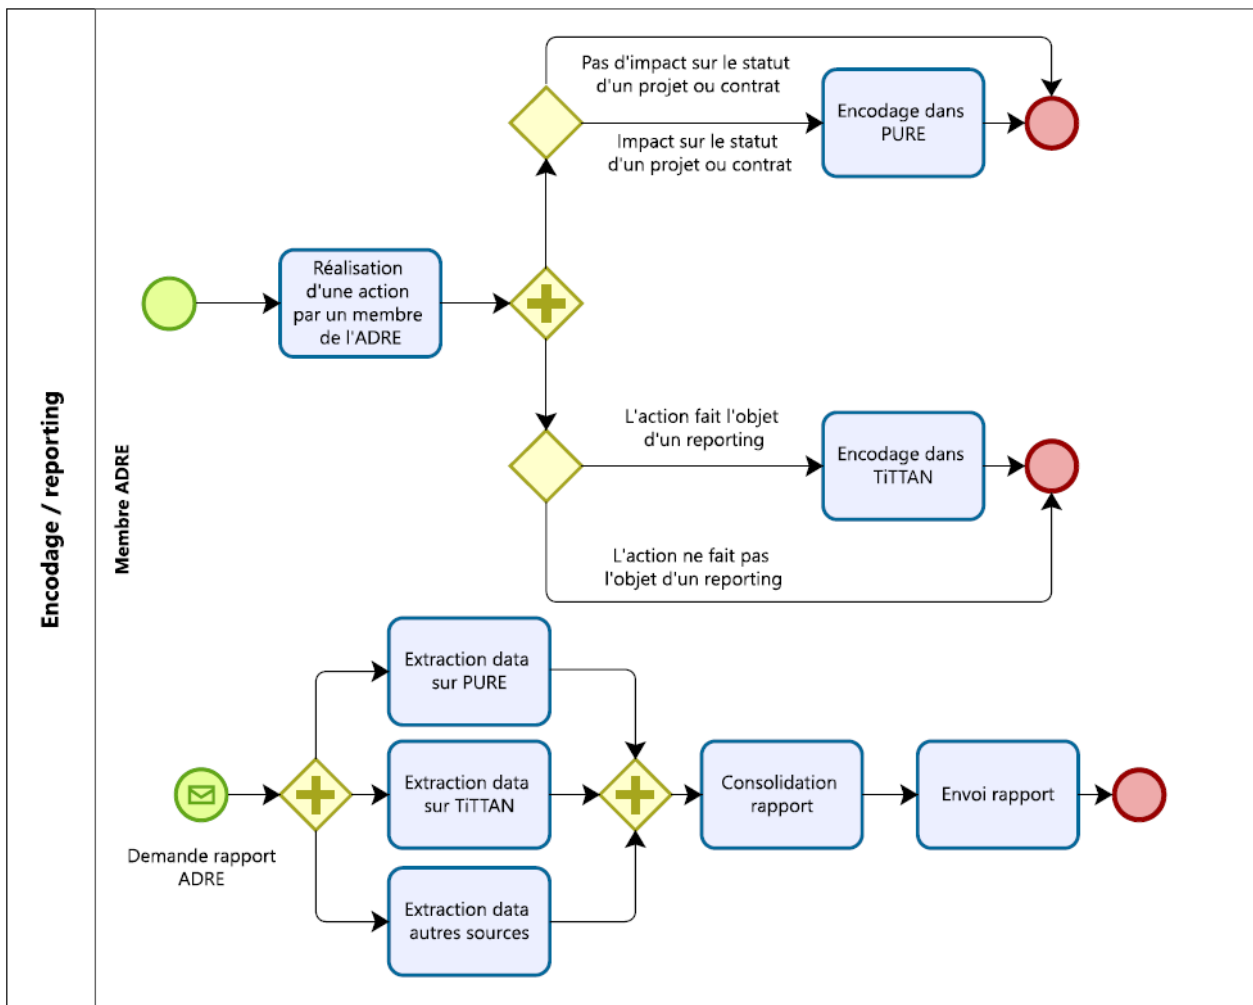 Encodage / reporting
Membre ADRE
Pas d'impact sur le statut
d'un projet ou contrat
Impact sur le statut
d'un projet ou contrat
Encodage dans
PURE
Réalisation
d'une action
par un membre
de l'ADRE
L'action fait l'objet
d'un reporting
Encodage dans
TiTTAN
L'action ne fait pas
l'objet d'un reporting
Demande rapport
ADRE
Extraction data
sur PURE
Extraction data
sur TiTTAN
Extraction data
autres sources
Consolidation
rapport
Envoi rapport